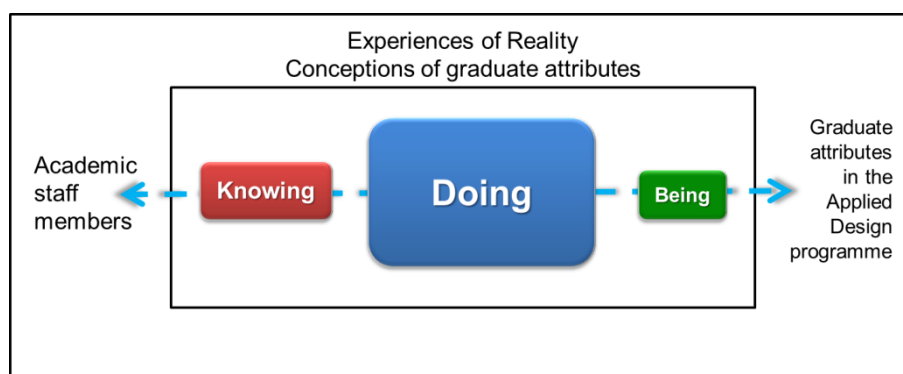 Experiences of Reality
Conceptions of graduate attributes
Academic
staff
members
Knowing
Doing
Being
Graduate
attributes
in the
Applied
Design
programme